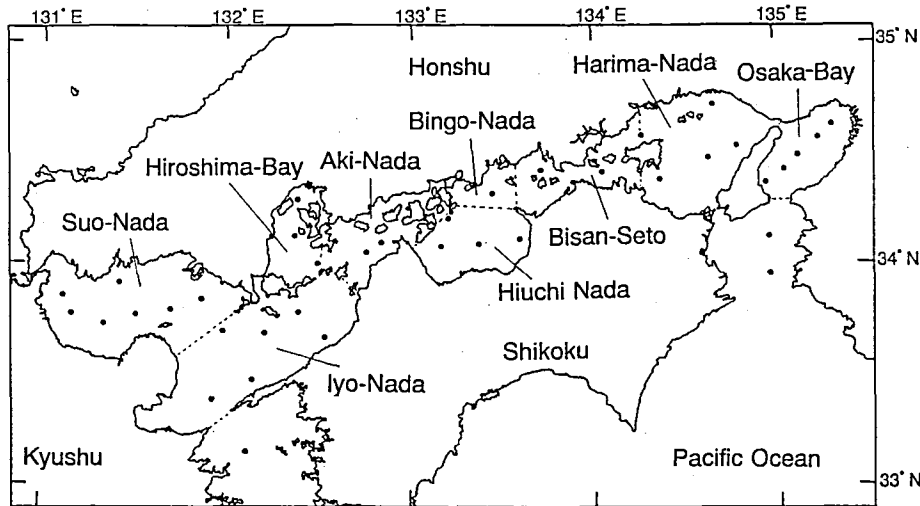 131° E
132° E
133° E
134° E
135° E
35° N
Honshu
Harima-Nada
Osaka-Bay
Bingo-Nada
Hiroshima-Bay
Aki-Nada
Suo-Nada
Bisan-Seto
34° N
Hiuchi Nada
Shikoku
Iyo-Nada
Kyushu
Pacific Ocean
33° N